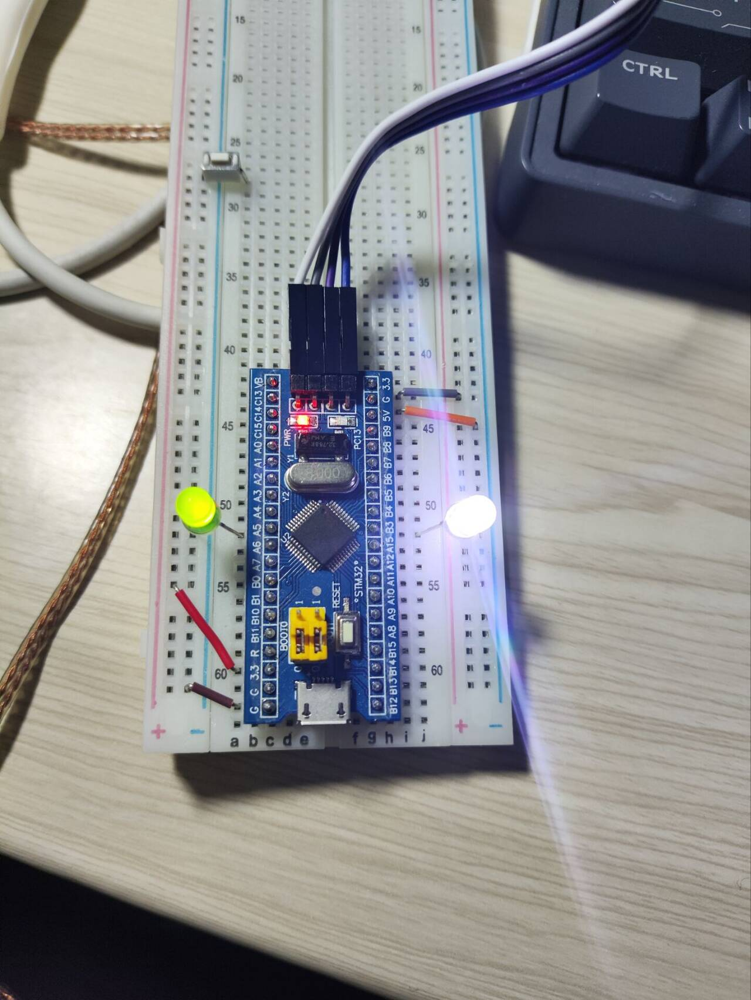 CTRL
15 15
20 20
25 25
30 30
35 35
40 40
45 45
50 50
55 55
60 60
VB
C13
C14
C15
A0
A1
A2
A3
A4
A5
A6
A7
B0
B1
B10
B11
R
3.3
G
G
3.3
G
5V
B9
B8
B7
B6
B5
B4
B3
A15
A12
A11
A10
A9
A8
B15
B14
B13
B12
PWR
PC13
Y1
32.768K
Y2
U2
°STM32°
RESET
BOOT0
1 1
+ -
+ -
a b c d e f g h i j